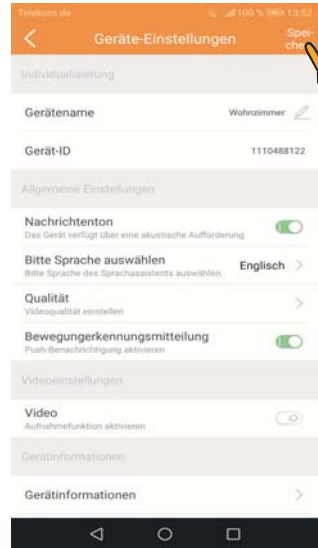 Telekom.de 100 % 13:52
Geräte-Einstellungen
Spei-
che
Individualisierung
Gerätename Wohnzimmer
Gerät-ID 1110488122
Allgemeine Einstellungen
Nachrichtenton
Das Gerät verfügt über eine akustische Aufforderung
Bitte Sprache auswählen Englisch
Bitte Sprache des Sprachassistents auswählen.
Qualität
Videoqualität einstellen
Bewegungerkennungsmitteilung
Push-Benachrichtigung aktivieren
Videoeinstellungen
Video
Aufnahmefunktion aktivieren
Gerätinformationen
Gerätinformationen